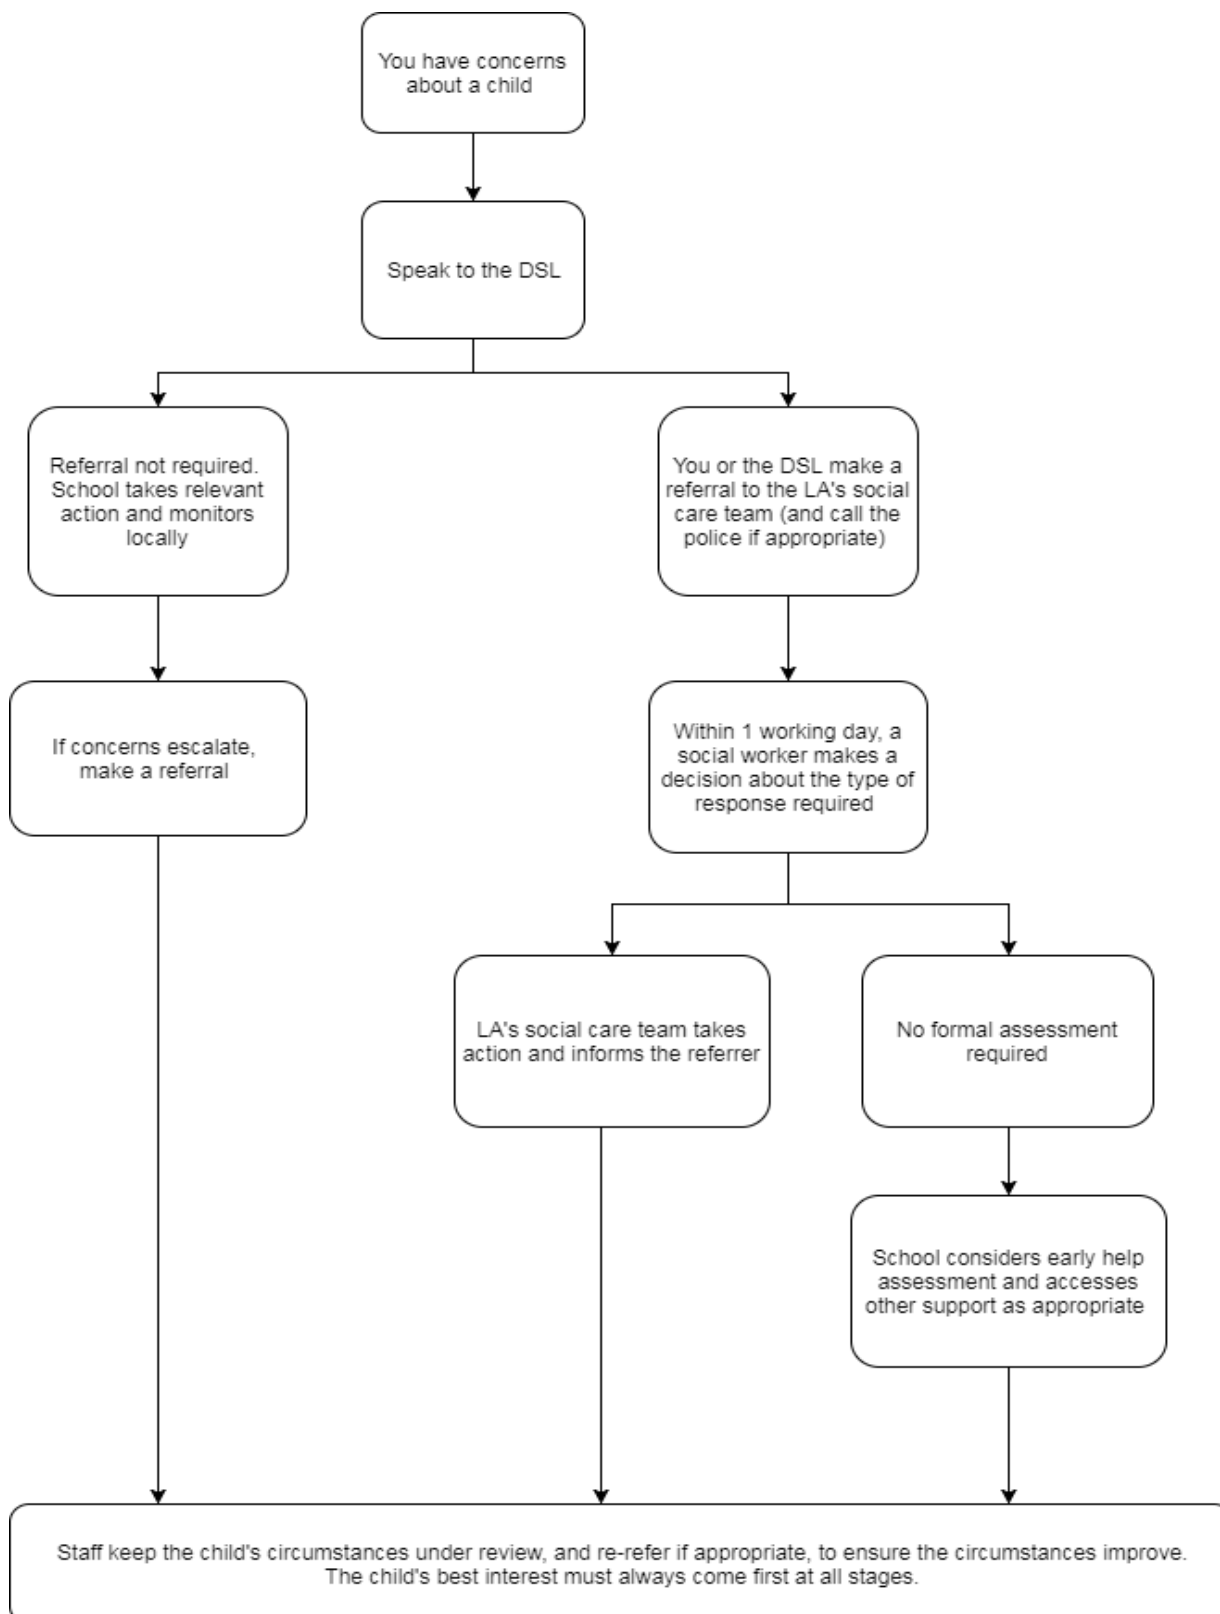 You have concerns
about a child
Speak to the DSL
Referral not required.
School takes relevant
action and monitors
locally
You or the DSL make a
referral to the LA's social
care team (and call the
police if appropriate)
If concerns escalate,
make a referral
Within 1 working day, a
social worker makes a
decision about the type of
response required
LA's social care team takes
action and informs the referrer
No formal assessment
required
School considers early help
assessment and accesses
other support as appropriate
Staff keep the child's circumstances under review, and re-refer if appropriate, to ensure the circumstances improve.
The child's best interest must always come first at all stages.